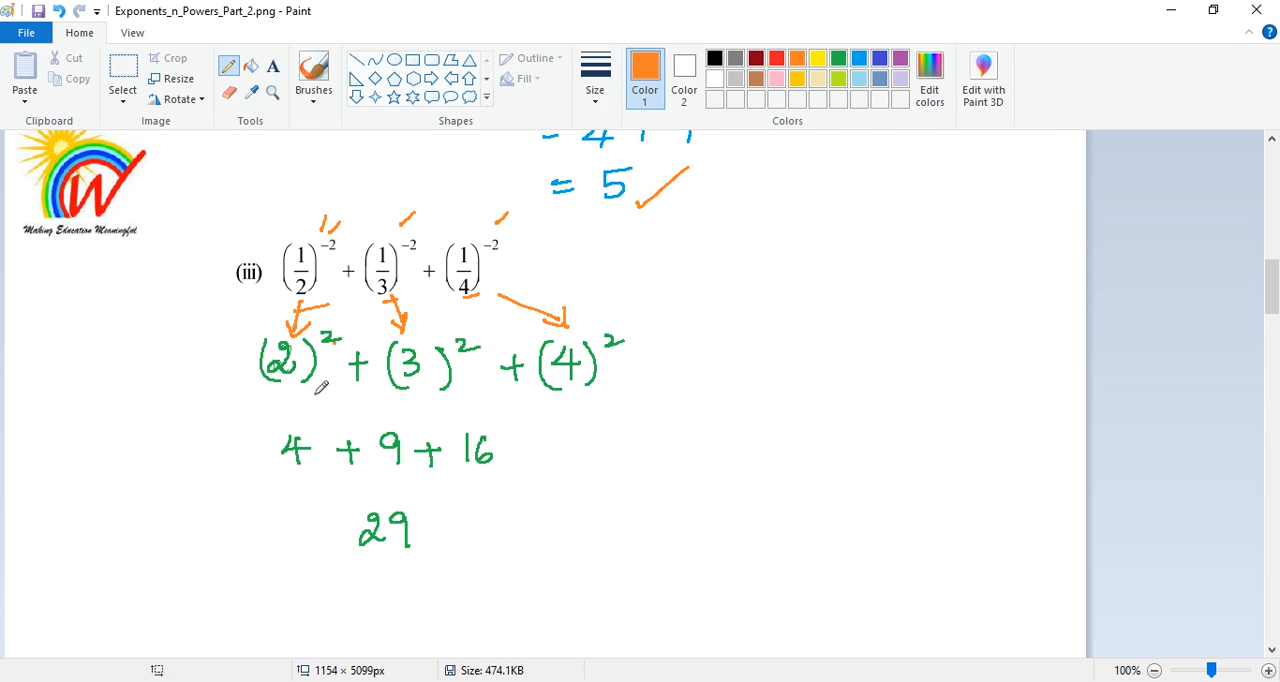 Exponents_n_Powers_Part_2.png - Paint
File Home View
Paste Cut Copy Select Crop Resize Rotate A Brushes Outline Fill Size Color 1 Color 2 Edit colors Edit with Paint 3D
Clipboard Image Tools Shapes Colors
= 4 + 1
= 5 ✓
W
Making Education Meaningful
(iii) (1/2)^-2 + (1/3)^-2 + (1/4)^-2
(2)^2 + (3)^2 + (4)^2
4 + 9 + 16
29
1154 × 5099px Size: 474.1KB 100%